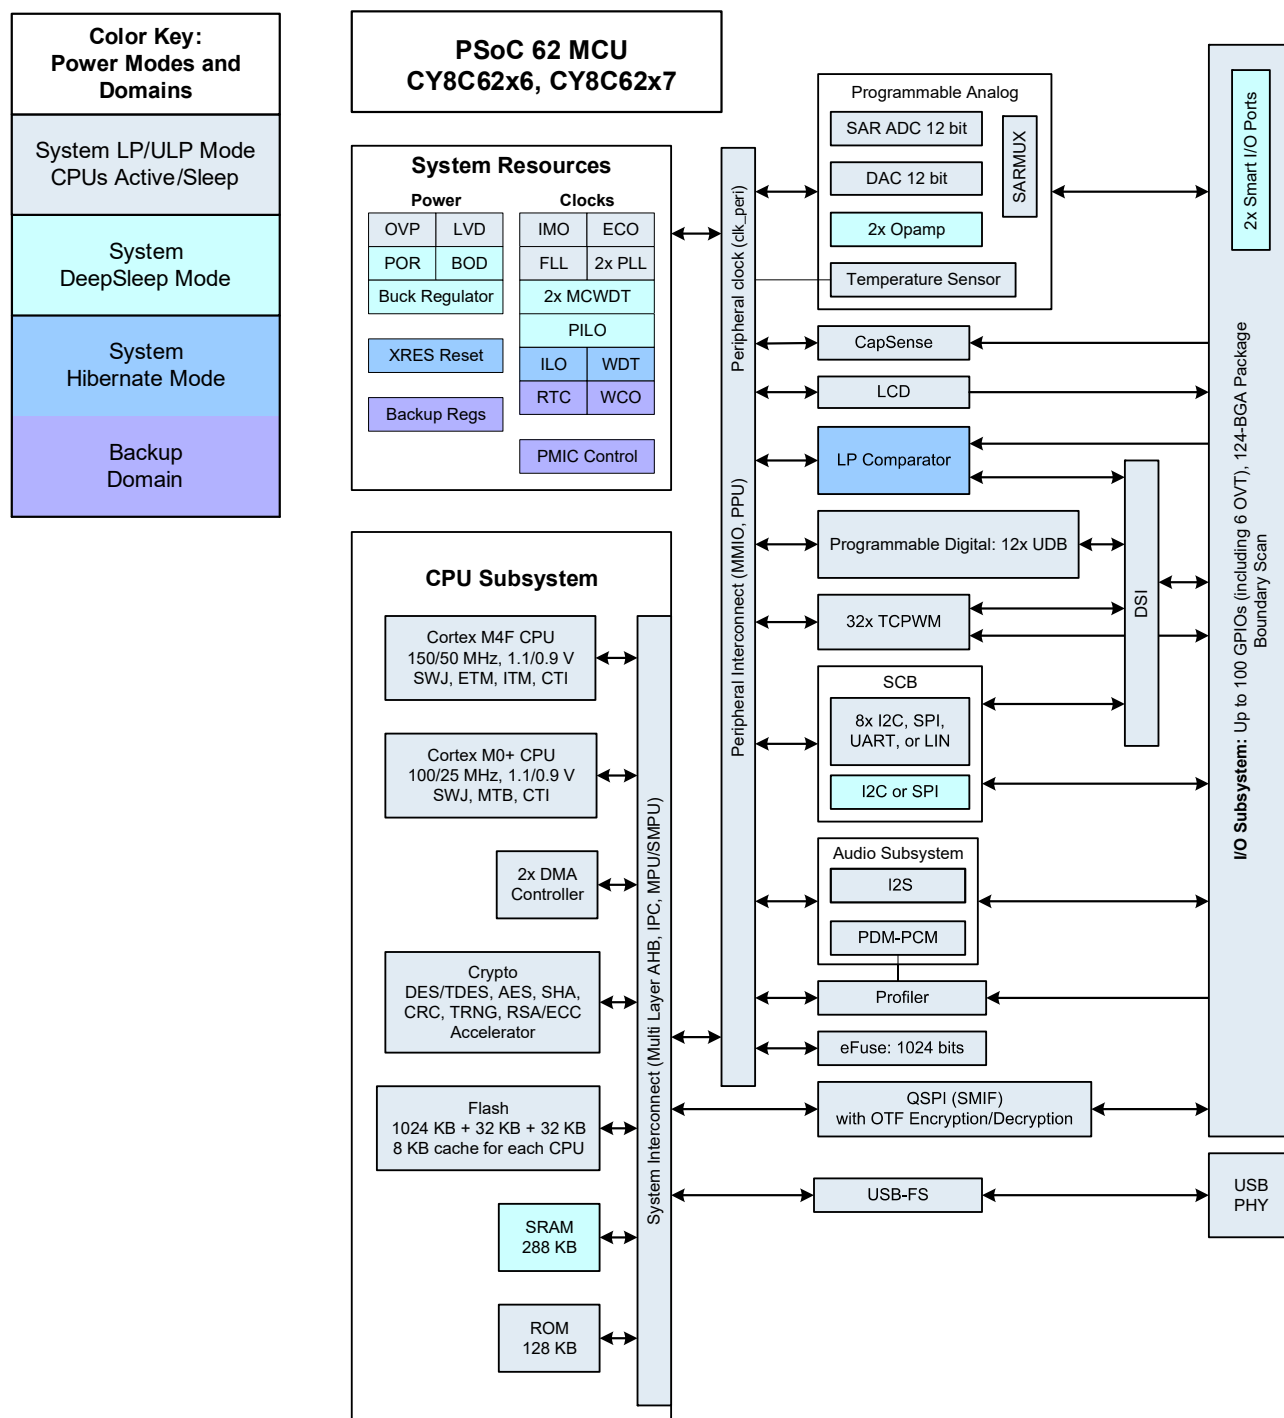 Color Key:
Power Modes and
Domains
System LP/ULP Mode
CPUs Active/Sleep
System
DeepSleep Mode
System
Hibernate Mode
Backup
Domain
PSoC 62 MCU
CY8C62x6, CY8C62x7
System Resources
Power
Clocks
OVP
LVD
POR
BOD
Buck Regulator
XRES Reset
Backup Regs
IMO
ECO
FLL
2x PLL
2x MCWDT
PILO
ILO
WDT
RTC
WCO
PMIC Control
CPU Subsystem
Cortex M4F CPU
150/50 MHz, 1.1/0.9 V
SWJ, ETM, ITM, CTI
Cortex M0+ CPU
100/25 MHz, 1.1/0.9 V
SWJ, MTB, CTI
2x DMA
Controller
Crypto
DES/TDES, AES, SHA,
CRC, TRNG, RSA/ECC
Accelerator
Flash
1024 KB + 32 KB + 32 KB
8 KB cache for each CPU
SRAM
288 KB
ROM
128 KB
System Interconnect (Multi Layer AHB, IPC, MPU/SMPU)
Peripheral clock (clk_peri)
Peripheral Interconnect (MMIO, PPU)
Programmable Analog
SAR ADC 12 bit
DAC 12 bit
2x Opamp
SARMUX
Temperature Sensor
CapSense
LCD
LP Comparator
Programmable Digital: 12x UDB
32x TCPWM
SCB
8x I2C, SPI,
UART, or LIN
I2C or SPI
DSI
Audio Subsystem
I2S
PDM-PCM
Profiler
eFuse: 1024 bits
QSPI (SMIF)
with OTF Encryption/Decryption
USB-FS
2x Smart I/O Ports
I/O Subsystem: Up to 100 GPIOs (including 6 OVT), 124-BGA Package
Boundary Scan
USB
PHY